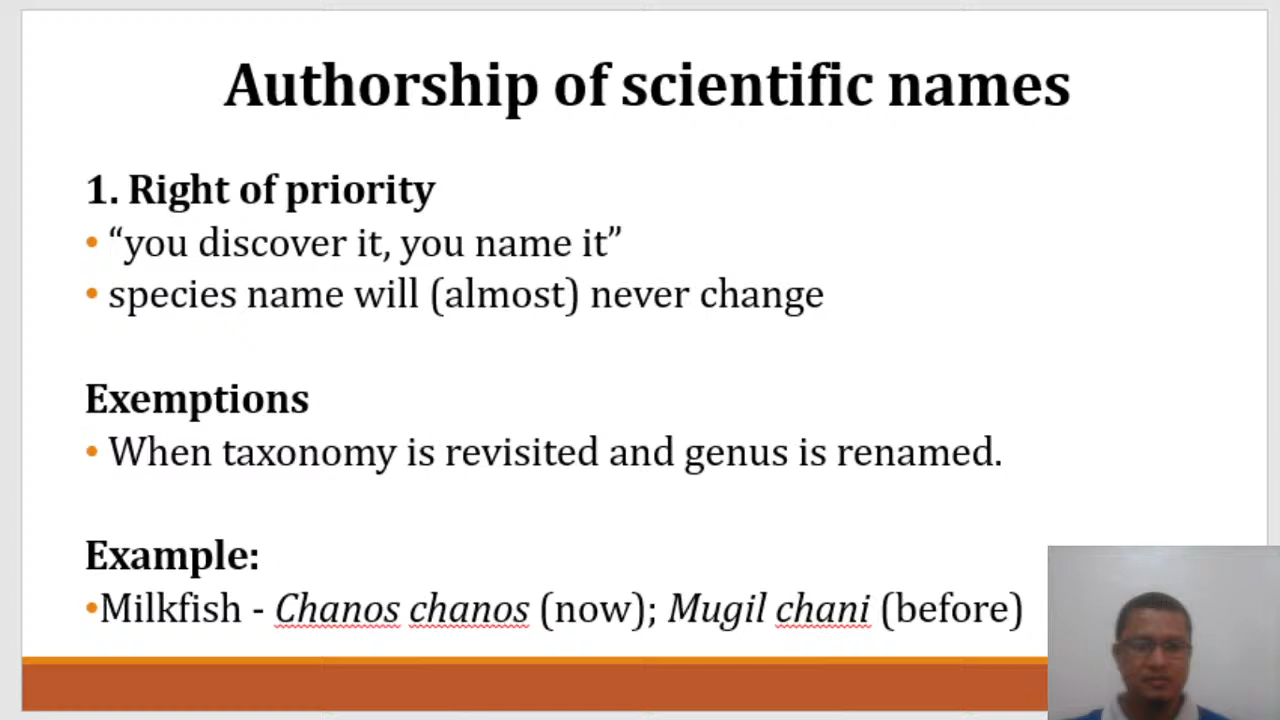 Authorship of scientific names
1. Right of priority
• “you discover it, you name it”
• species name will (almost) never change
Exemptions
• When taxonomy is revisited and genus is renamed.
Example:
•Milkfish - Chanos chanos (now); Mugil chani (before)